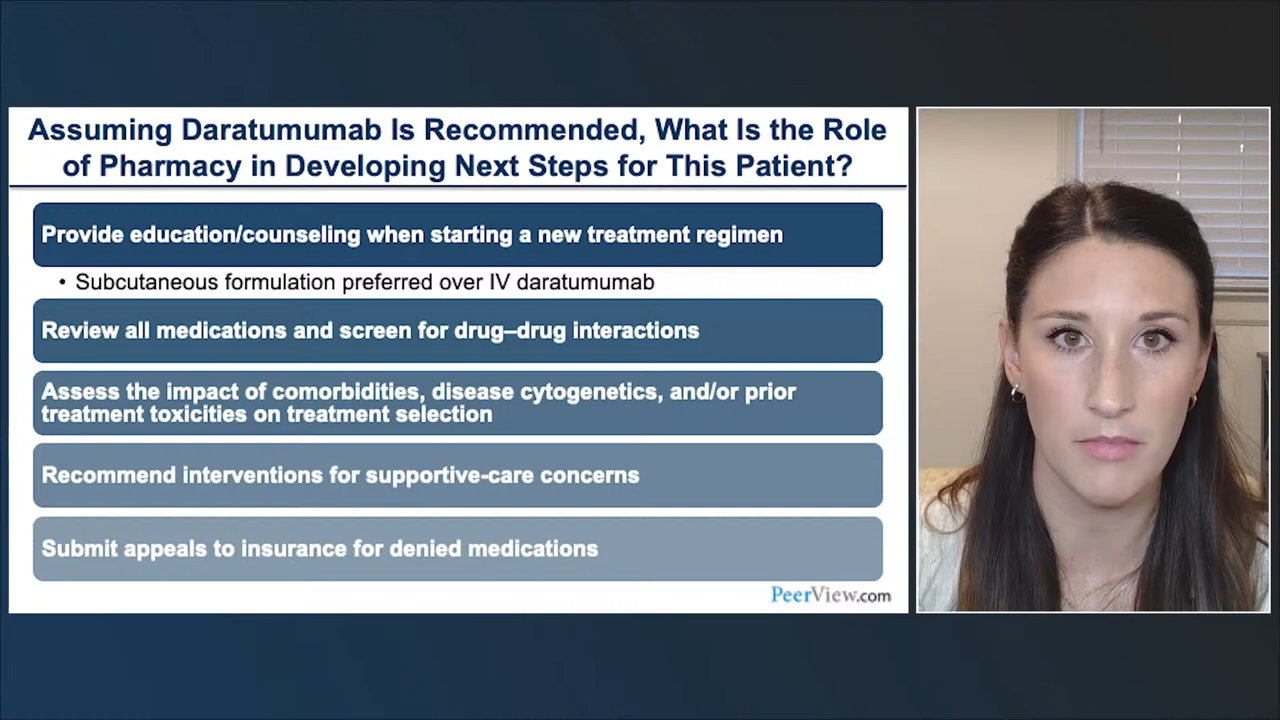 Assuming Daratumumab Is Recommended, What Is the Role
of Pharmacy in Developing Next Steps for This Patient?
Provide education/counseling when starting a new treatment regimen
• Subcutaneous formulation preferred over IV daratumumab
Review all medications and screen for drug–drug interactions
Assess the impact of comorbidities, disease cytogenetics, and/or prior
treatment toxicities on treatment selection
Recommend interventions for supportive-care concerns
Submit appeals to insurance for denied medications
PeerView.com